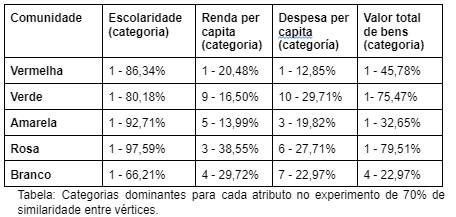 Comunidade Escolaridade (categoria) Renda per capita (categoria) Despesa per capita (categoría) Valor total de bens (categoria)
Vermelha 1 - 86,34% 1 - 20,48% 1 - 12,85% 1 - 45,78%
Verde 1 - 80,18% 9 - 16,50% 10 - 29,71% 1- 75,47%
Amarela 1 - 92,71% 5 - 13,99% 3 - 19,82% 1 - 32,65%
Rosa 1 - 97,59% 3 - 38,55% 6 - 27,71% 1 - 79,51%
Branco 1 - 66,21% 4 - 29,72% 7 - 22,97% 4 - 22,97%
Tabela: Categorias dominantes para cada atributo no experimento de 70% de
similaridade entre vértices.